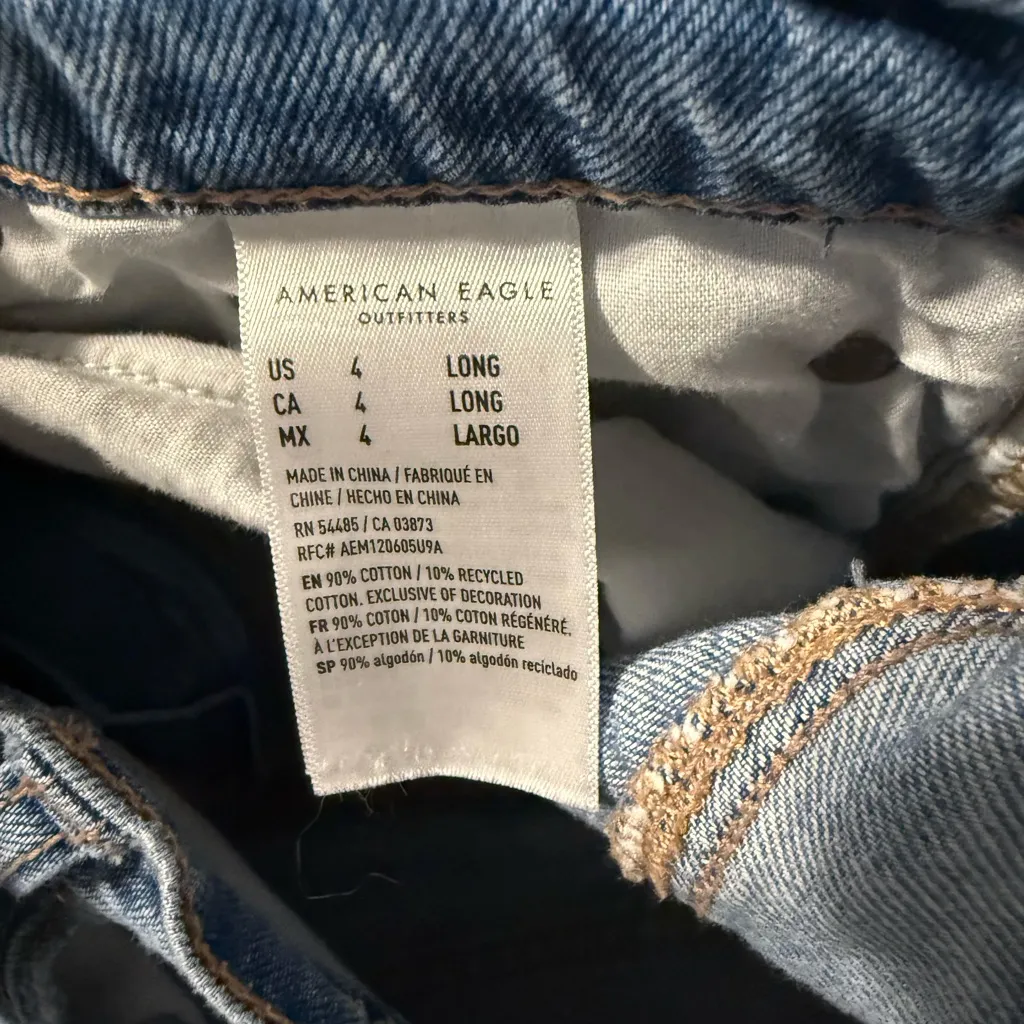 AMERICAN EAGLE
OUTFITTERS
US 4 LONG
CA 4 LONG
MX 4 LARGO
MADE IN CHINA / FABRIQUÉ EN
CHINE / HECHO EN CHINA
RN 54485 / CA 03873
RFC# AEM120605U9A
EN 90% COTTON / 10% RECYCLED
COTTON. EXCLUSIVE OF DECORATION
FR 90% COTON / 10% COTON RÉGÉNÉRÉ.
À L'EXCEPTION DE LA GARNITURE
SP 90% algodón / 10% algodón reciclado